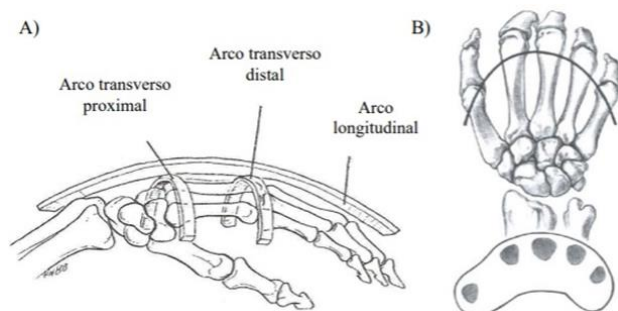 A)
Arco transverso
proximal
Arco transverso
distal
Arco
longitudinal
B)